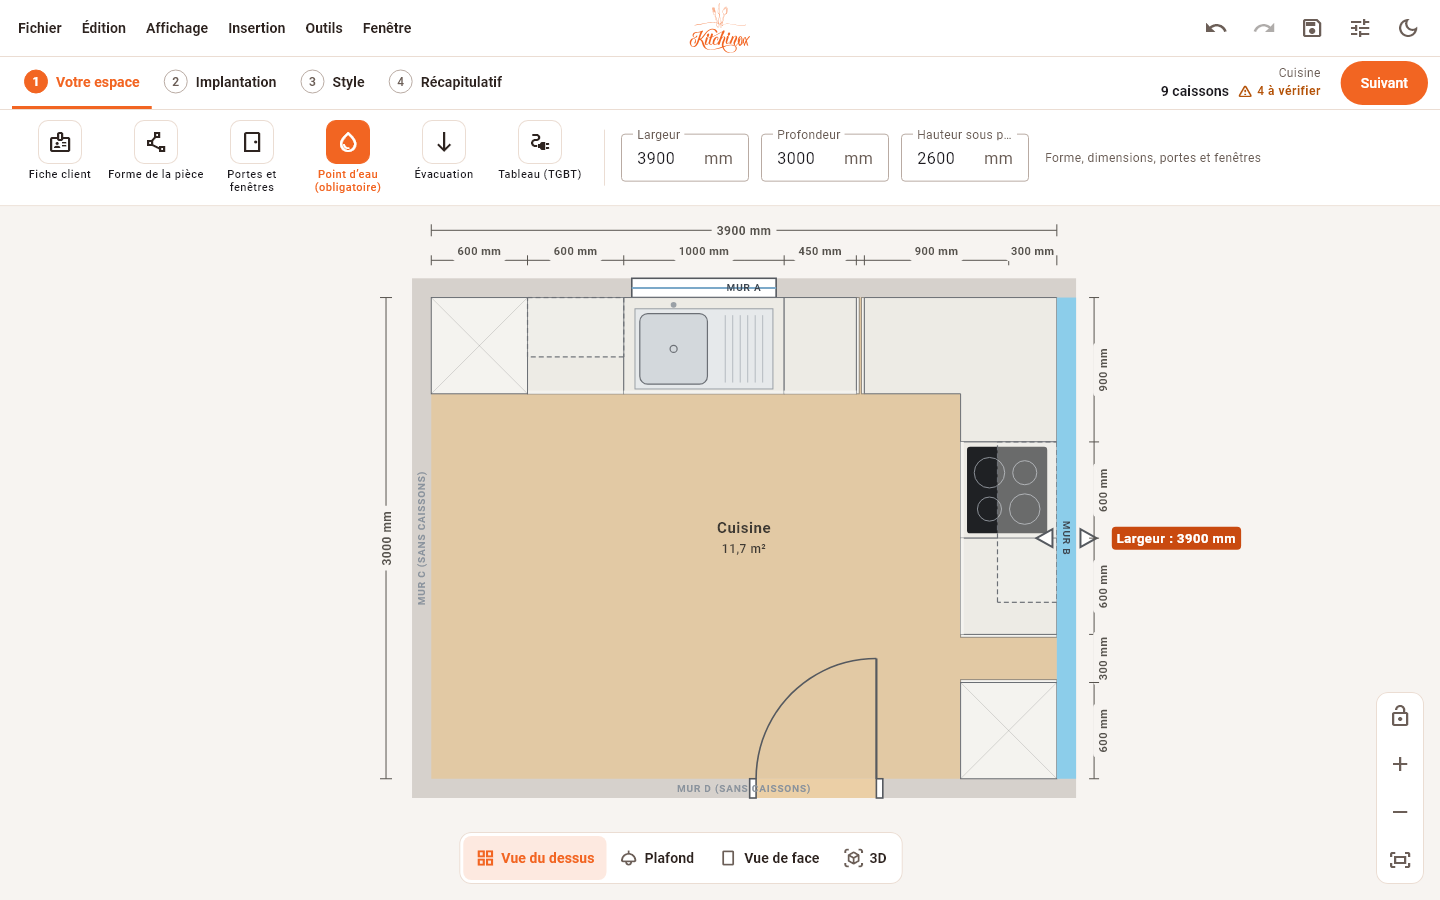 Fichier Édition Affichage Insertion Outils Fenêtre
Kitchinox
1 Votre espace 2 Implantation 3 Style 4 Récapitulatif
Cuisine
9 caissons 4 à vérifier
Suivant
Fiche client
Forme de la pièce
Portes et
fenêtres
Point d'eau
(obligatoire)
Évacuation
Tableau (TGBT)
Largeur
3900 mm
Profondeur
3000 mm
Hauteur sous p...
2600 mm
Forme, dimensions, portes et fenêtres
3900 mm
600 mm 600 mm 1000 mm 450 mm 900 mm 300 mm
MUR A
3000 mm
MUR C (SANS CAISSONS)
Cuisine
11,7 m²
MUR B
900 mm
600 mm
Largeur : 3900 mm
600 mm
300 mm
600 mm
MUR D (SANS CAISSONS)
Vue du dessus Plafond Vue de face 3D